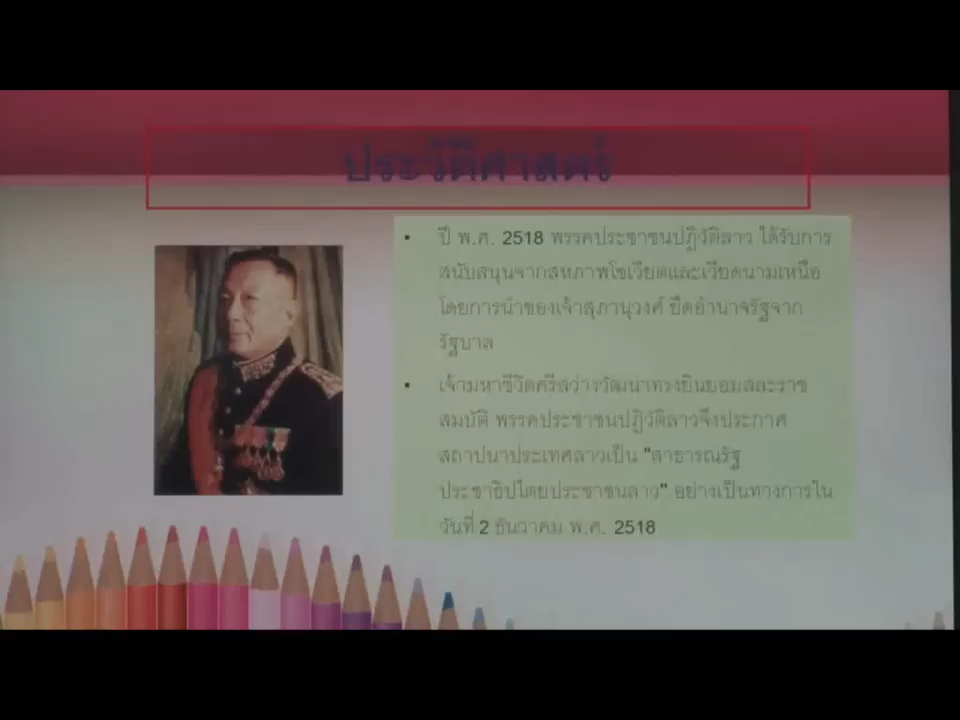 ประวัติศาสตร์
• ปี พ.ศ. 2518 พรรคประชาชนปฏิวัติลาว ได้รับการ
สนับสนุนจากสหภาพโซเวียตและเวียดนามเหนือ
โดยการนำของเจ้าสุภานุวงศ์ ยึดอำนาจรัฐจาก
รัฐบาล
• เจ้ามหาชีวิตศรีสว่างวัฒนาทรงยินยอมสละราช
สมบัติ พรรคประชาชนปฏิวัติลาวจึงประกาศ
สถาปนาประเทศลาวเป็น "สาธารณรัฐ
ประชาธิปไตยประชาชนลาว" อย่างเป็นทางการใน
วันที่ 2 ธันวาคม พ.ศ. 2518